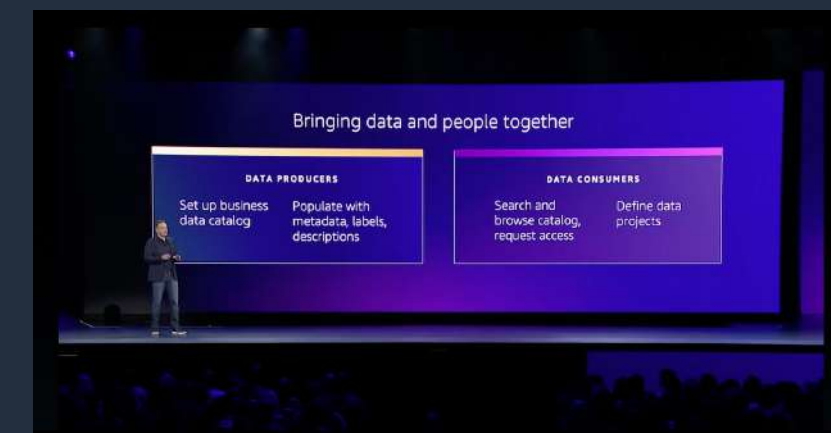 Bringing data and people together
DATA PRODUCERS
Set up business
data catalog
Populate with
metadata, labels,
descriptions
DATA CONSUMERS
Search and
browse catalog,
request access
Define data
projects